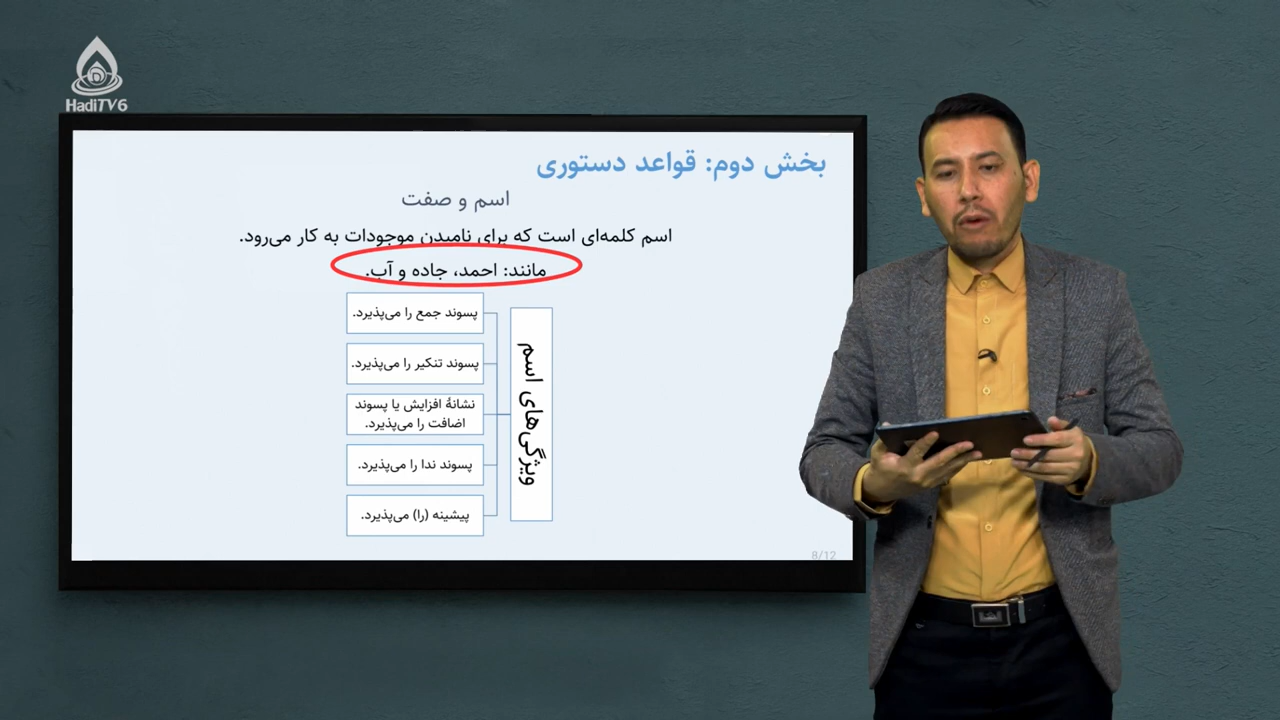 HadiTV6
بخش دوم: قواعد دستوری
اسم و صفت
اسم کلمه‌ای است که برای نامیدن موجودات به کار می‌رود.
مانند: احمد، جاده و آب.
ویژگی‌های اسم
پسوند جمع را می‌پذیرد.
پسوند تنکیر را می‌پذیرد.
نشانهٔ افزایش یا پسوند
اضافت را می‌پذیرد.
پسوند ندا را می‌پذیرد.
پیشینه (را) می‌پذیرد.
8/12